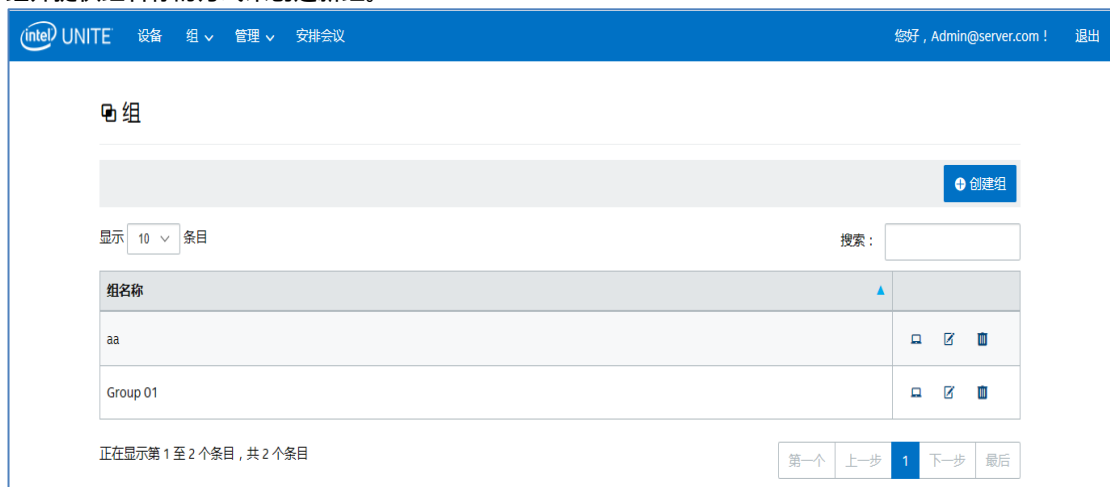 intel UNITE 设备 组 管理 安排会议 您好，Admin@server.com！ 退出
组
创建组
显示 10 条目 搜索：
组名称
aa
Group 01
正在显示第 1 至 2 个条目，共 2 个条目
第一个 上一步 1 下一步 最后